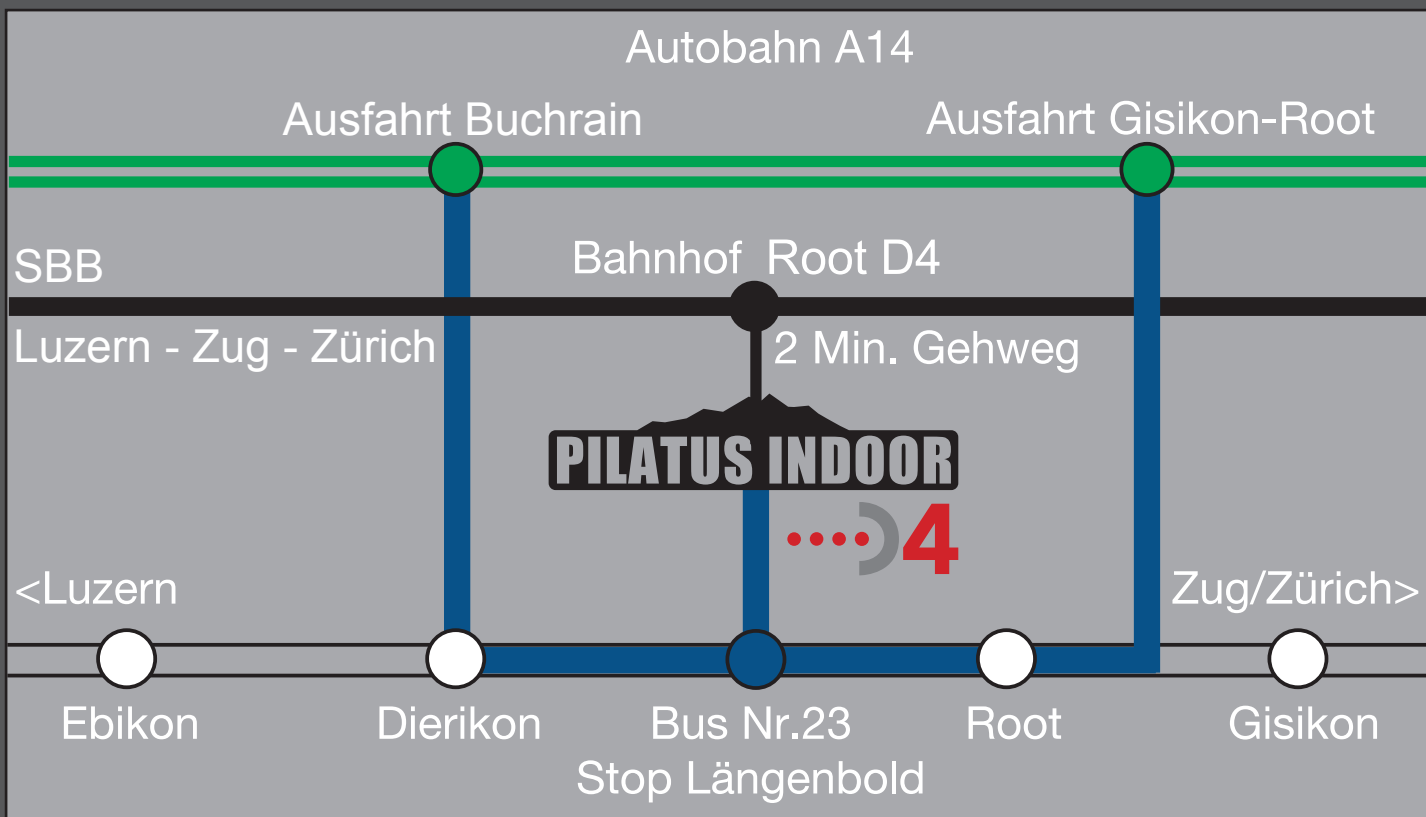 Autobahn A14
Ausfahrt Buchrain
Ausfahrt Gisikon-Root
SBB
Bahnhof Root D4
Luzern - Zug - Zürich
2 Min. Gehweg
PILATUS INDOOR
D4
<Luzern
Zug/Zürich>
Ebikon
Dierikon
Bus Nr.23
Root
Gisikon
Stop Längenbold